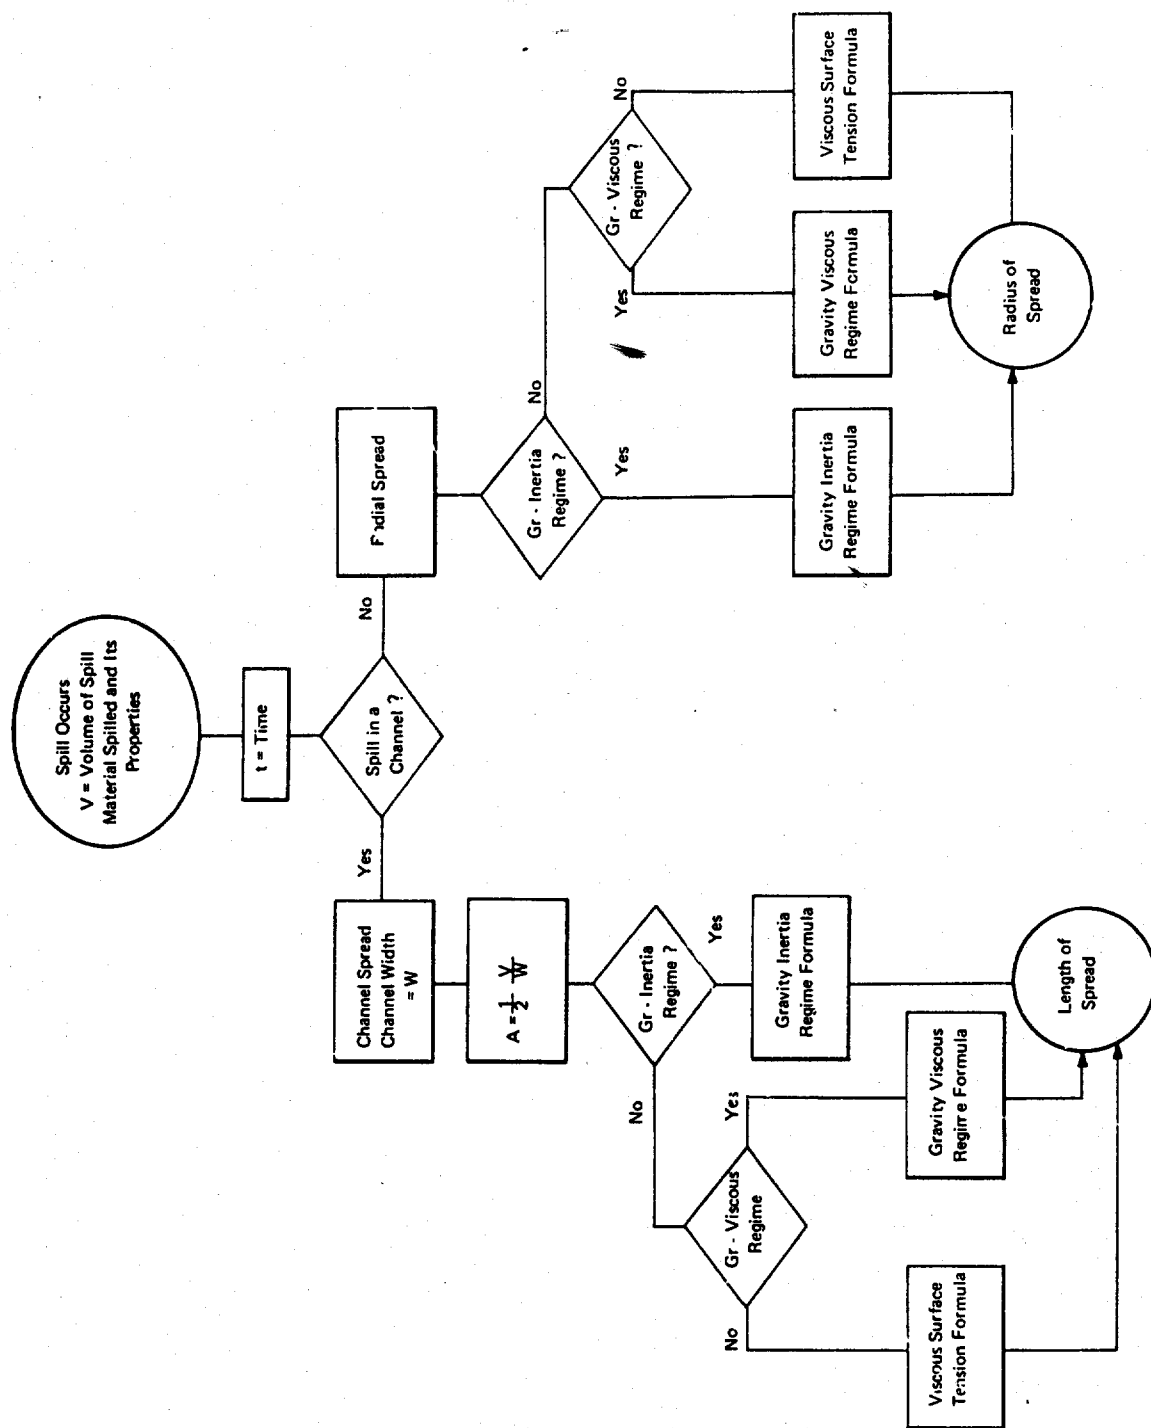 Spill Occurs
V = Volume of Spill
Material Spilled and Its
Properties
t = Time
Spill in a
Channel ?
Yes
No
Channel Spread
Channel Width
= W
A = 1/2 V/W
Gr - Inertia
Regime ?
Yes
No
Gravity Inertia
Regime Formula
Gr - Viscous
Regime
Yes
No
Gravity Viscous
Regime Formula
Viscous Surface
Tension Formula
Length of
Spread
Radial Spread
Gr - Inertia
Regime ?
No
Yes
Gr - Viscous
Regime ?
No
Yes
Gravity Inertia
Regime Formula
Gravity Viscous
Regime Formula
Viscous Surface
Tension Formula
Radius of
Spread